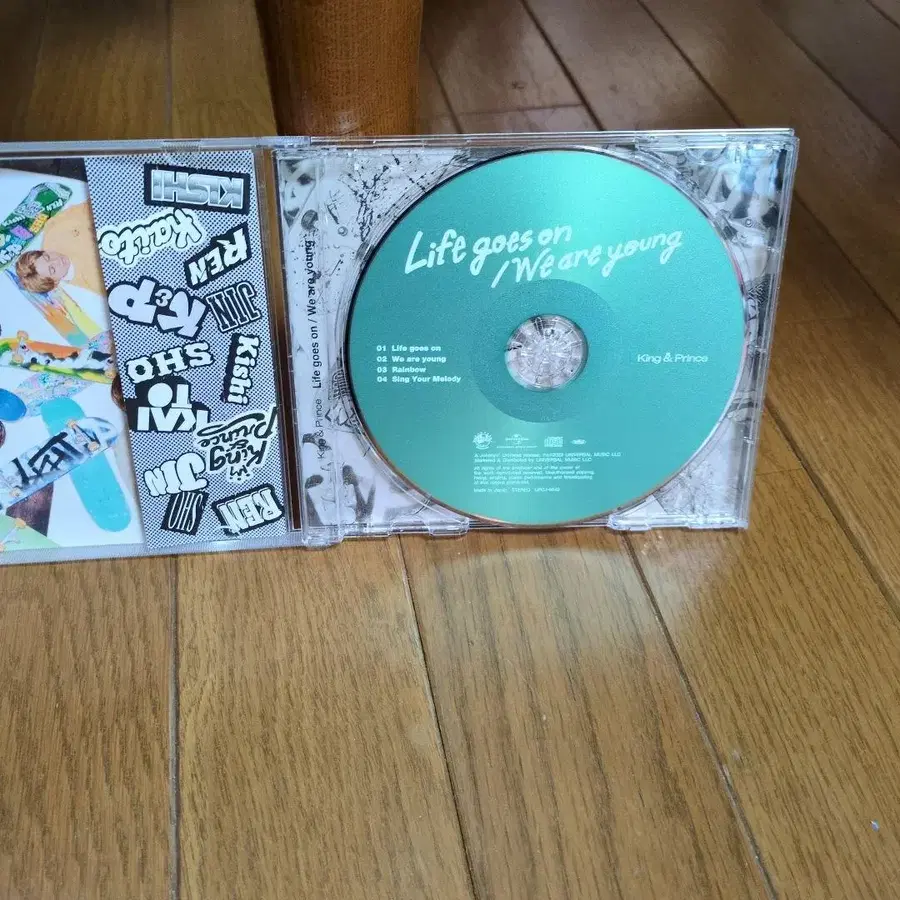 KISHI
Kaito
REN
K&P
JIN
SHO
Kishi
KAI
TO
King
&
Prince
JIN
SHO
REN
King & Prince Life goes on / We are young
Life goes on
/We are young
01 Life goes on
02 We are young
03 Rainbow
04 Sing Your Melody
King & Prince